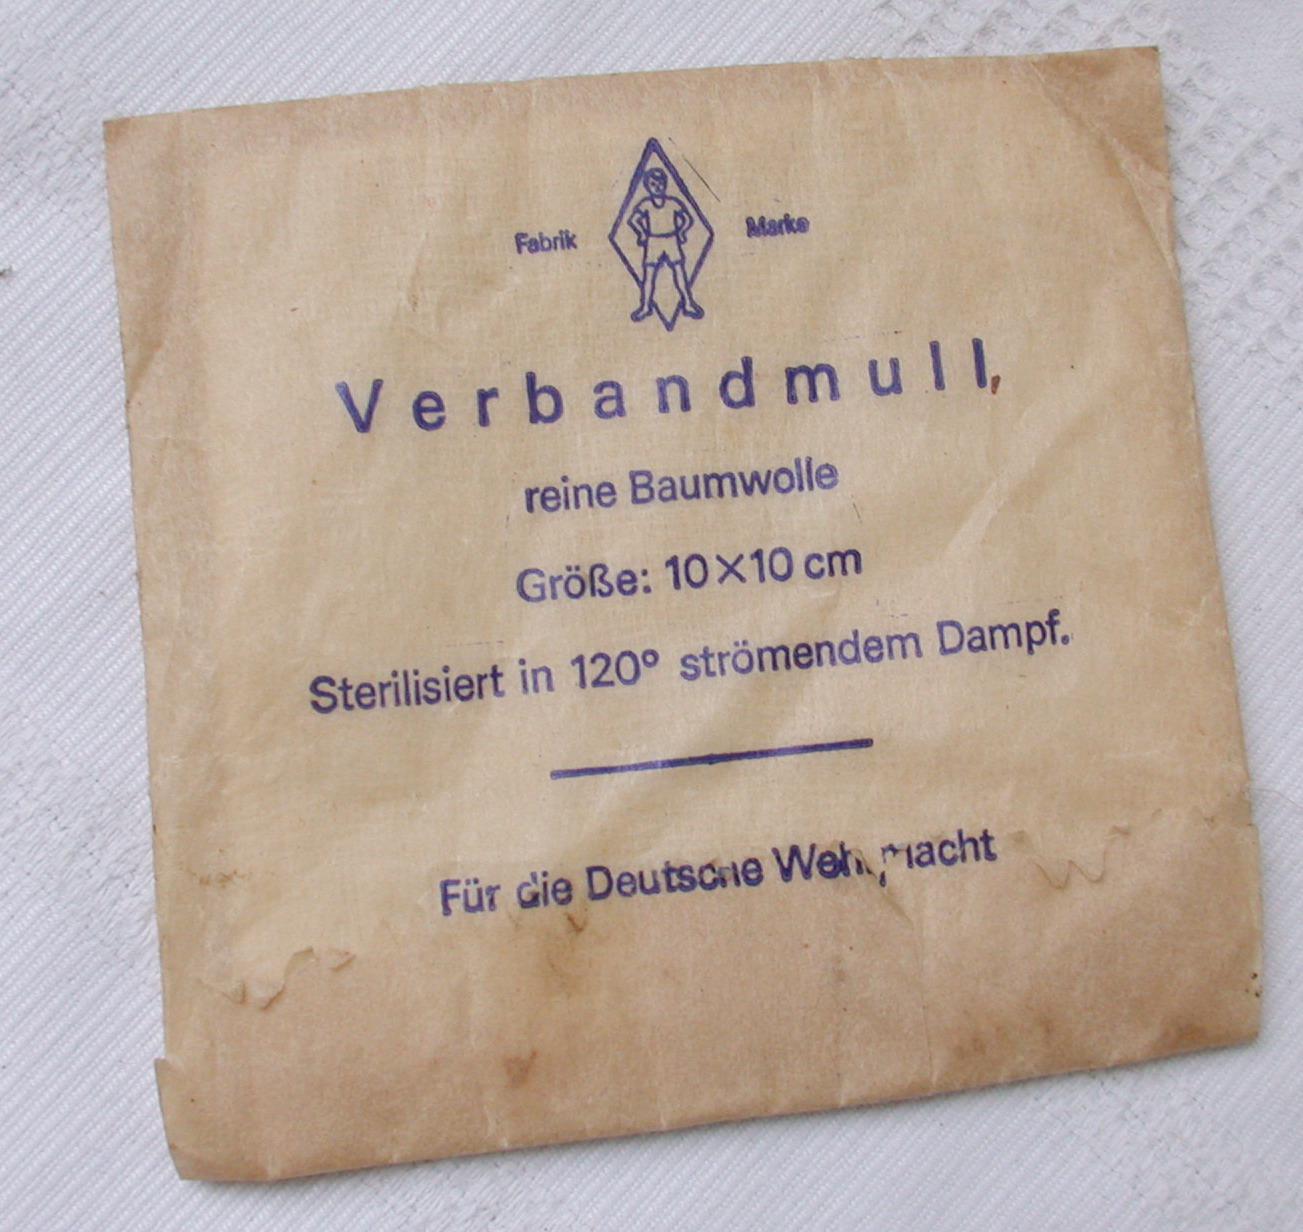 Fabrik Marke
Verbandmull
reine Baumwolle
Größe: 10×10 cm
Sterilisiert in 120° strömendem Dampf.
Für die Deutsche Wehrmacht